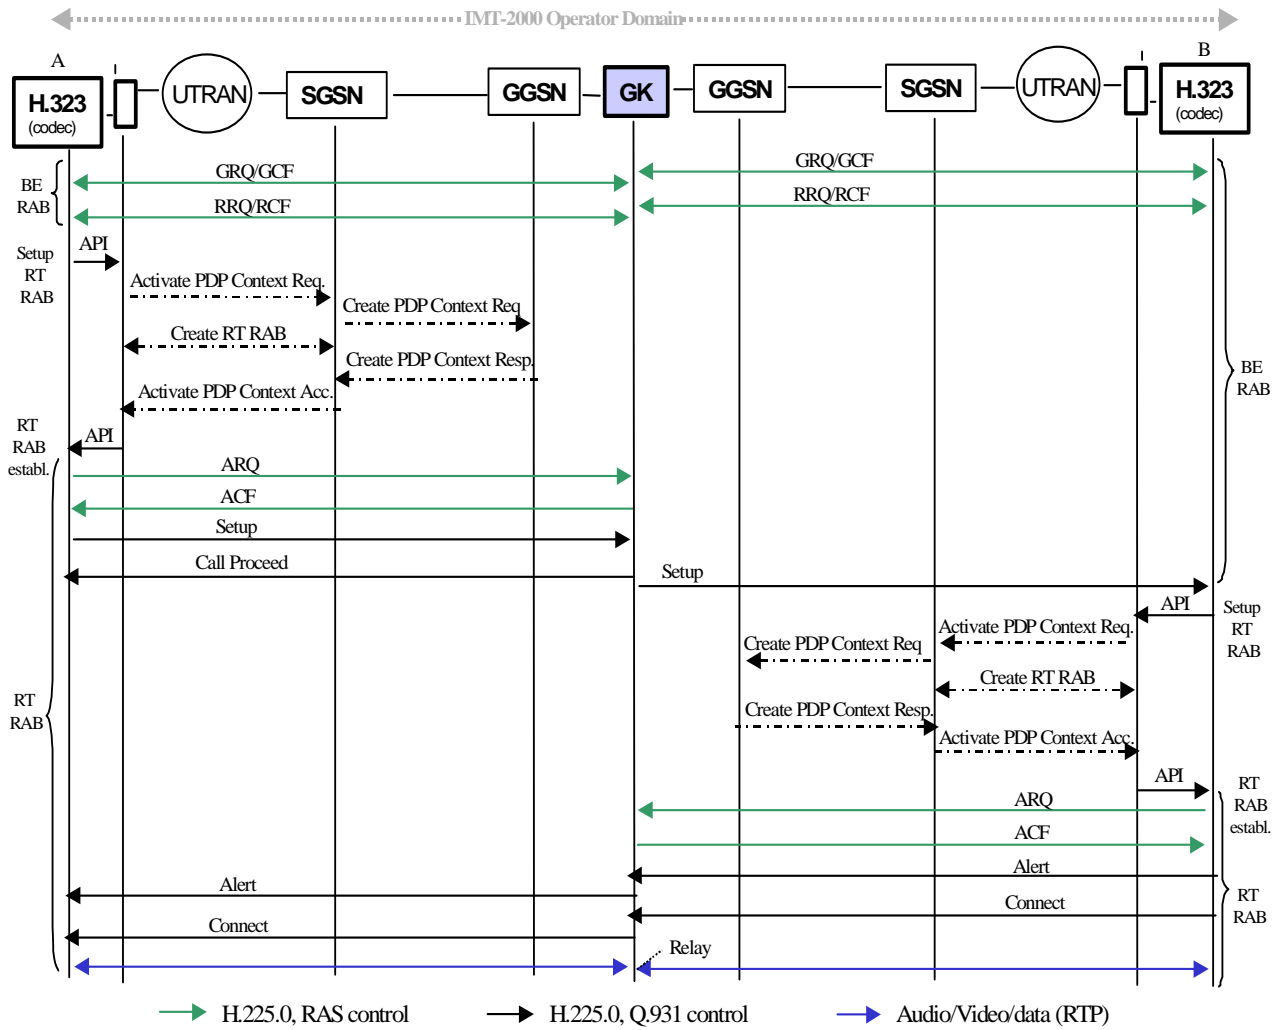 IMT-2000 Operator Domain
A
B
H.323
(codec)
UTRAN
SGSN
GGSN
GK
GGSN
SGSN
UTRAN
H.323
(codec)
BE
RAB
GRQ/GCF
GRQ/GCF
RRQ/RCF
RRQ/RCF
Setup
RT
RAB
API
Activate PDP Context Req.
Create PDP Context Req
Create RT RAB
Create PDP Context Resp.
Activate PDP Context Acc.
BE
RAB
RT
RAB
establ.
API
ARQ
ACF
Setup
Call Proceed
Setup
API
Setup
RT
RAB
Activate PDP Context Req.
Create PDP Context Req
Create RT RAB
RT
RAB
Create PDP Context Resp.
Activate PDP Context Acc.
API
RT
RAB
establ.
ARQ
ACF
Alert
Alert
RT
RAB
Connect
Connect
Relay
H.225.0, RAS control
H.225.0, Q.931 control
Audio/Video/data (RTP)